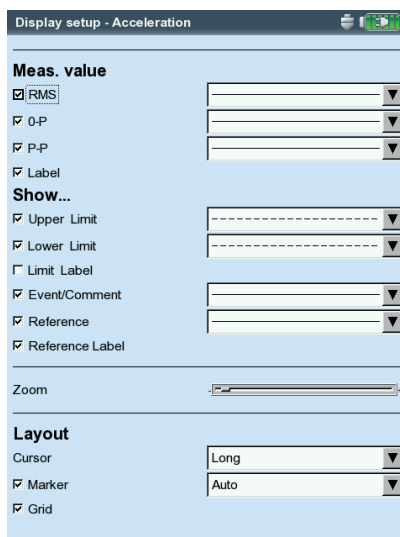 Display setup - Acceleration
Meas. value
RMS
0-P
P-P
Label
Show...
Upper Limit
Lower Limit
Limit Label
Event/Comment
Reference
Reference Label
Zoom
Layout
Cursor Long
Marker Auto
Grid